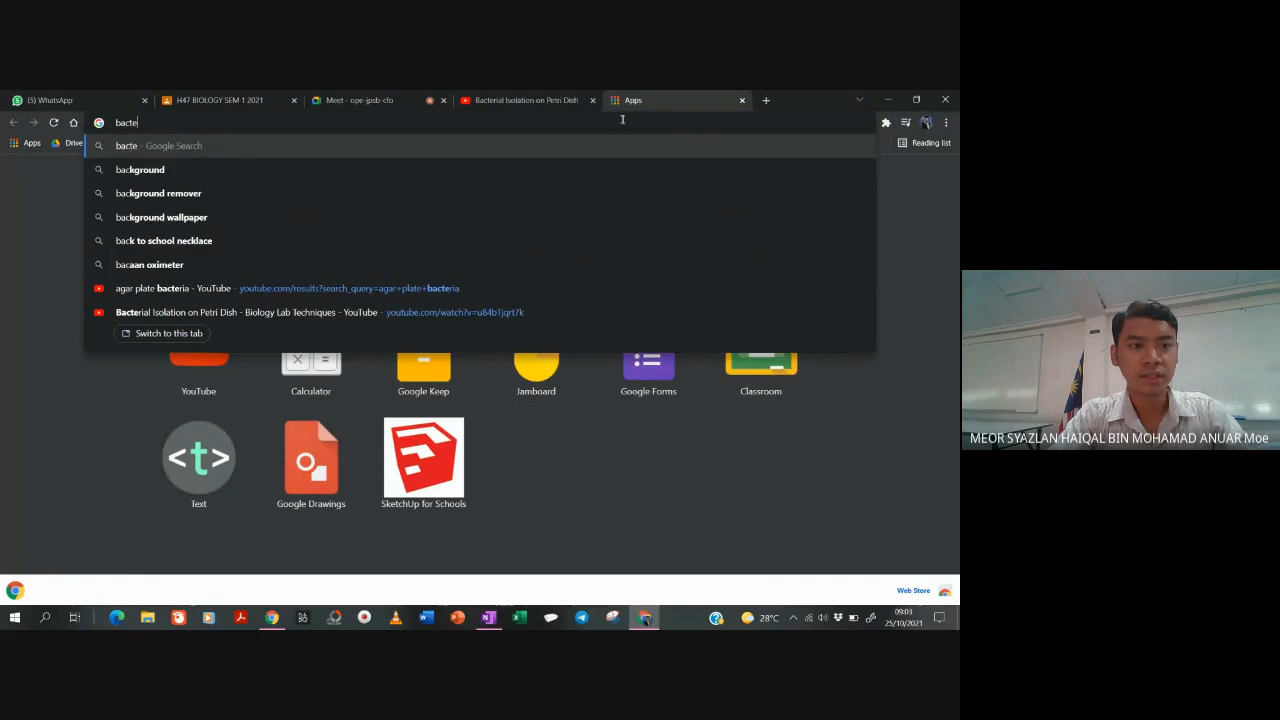 (5) WhatsApp
H47 BIOLOGY SEM 1 2021
Meet - ope-jpsb-cfo
Bacterial Isolation on Petri Dish
Apps
bacte
Apps
Drive
Reading list
bacte - Google Search
background
background remover
background wallpaper
back to school necklace
bacaan oximeter
agar plate bacteria - YouTube - youtube.com/results?search_query=agar+plate+bacteria
Bacterial Isolation on Petri Dish - Biology Lab Techniques - YouTube - youtube.com/watch?v=u84b1jqrt7k
Switch to this tab
YouTube
Calculator
Google Keep
Jamboard
Google Forms
Classroom
<t>
Text
Google Drawings
SketchUp for Schools
MEOR SYAZLAN HAIQAL BIN MOHAMAD ANUAR Moe
Web Store
28°C
09:03
25/10/2021